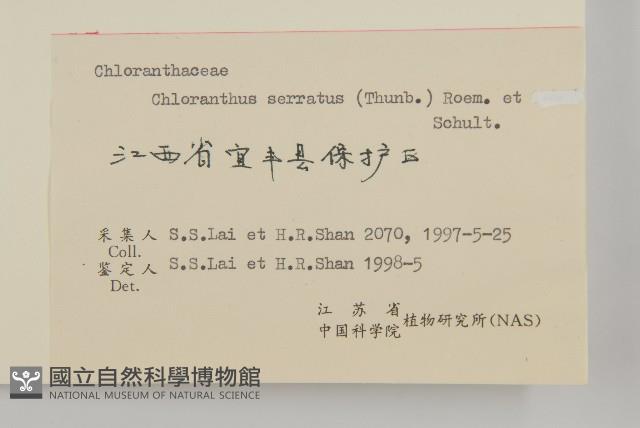 Chloranthaceae
Chloranthus serratus (Thunb.) Roem. et
Schult.
江西省宜丰县保护区
采集人 S.S.Lai et H.R.Shan 2070, 1997-5-25
Coll.
鉴定人 S.S.Lai et H.R.Shan 1998-5
Det.
江苏省
中国科学院 植物研究所(NAS)
國立自然科學博物館
NATIONAL MUSEUM OF NATURAL SCIENCE